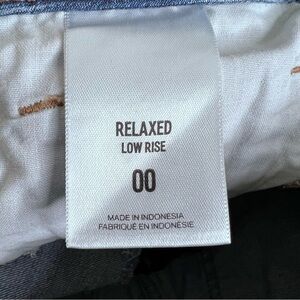 RELAXED
LOW RISE
00
MADE IN INDONESIA
FABRIQUÉ EN INDONÉSIE